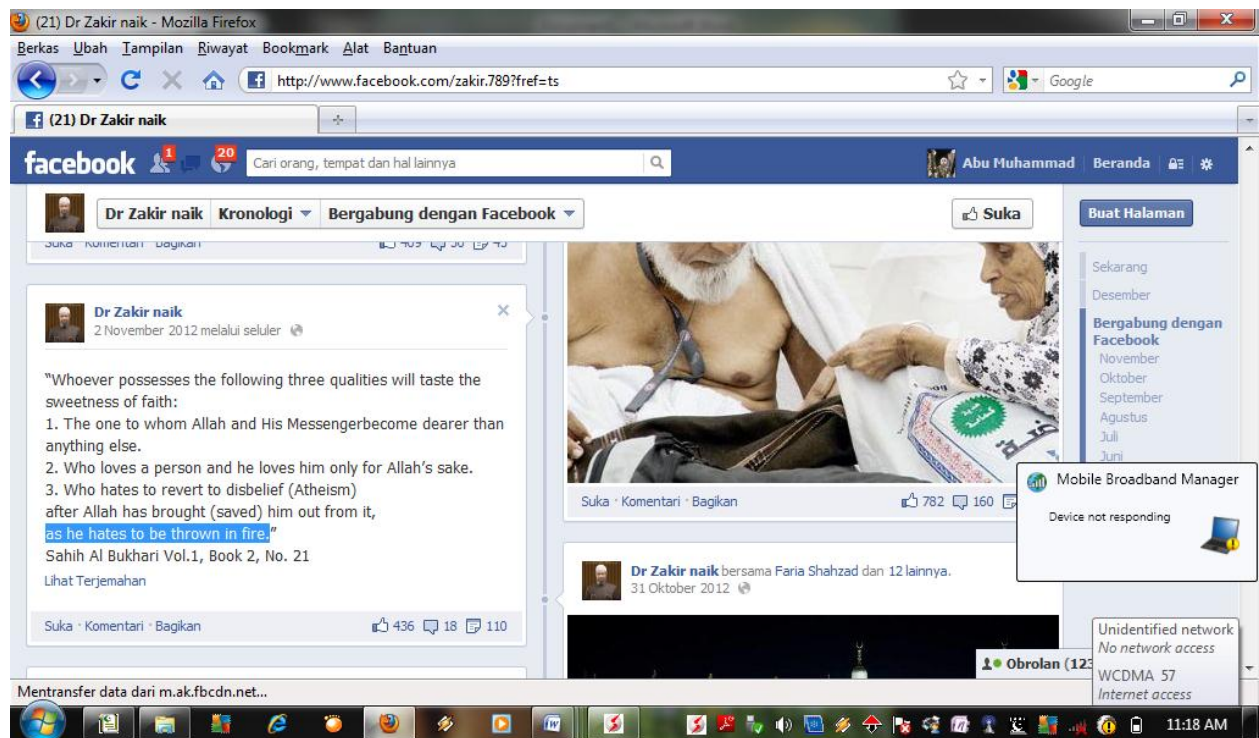 (21) Dr Zakir naik - Mozilla Firefox
Berkas Ubah Tampilan Riwayat Bookmark Alat Bantuan
http://www.facebook.com/zakir.789?fref=ts
Google
(21) Dr Zakir naik
facebook
1
20
Cari orang, tempat dan hal lainnya
Abu Muhammad Beranda
Dr Zakir naik Kronologi Bergabung dengan Facebook
Suka
Buat Halaman
Suka · Komentari · Bagikan
Dr Zakir naik
2 November 2012 melalui seluler
“Whoever possesses the following three qualities will taste the
sweetness of faith:
1. The one to whom Allah and His Messengerbecome dearer than
anything else.
2. Who loves a person and he loves him only for Allah’s sake.
3. Who hates to revert to disbelief (Atheism)
after Allah has brought (saved) him out from it,
as he hates to be thrown in fire.”
Sahih Al Bukhari Vol.1, Book 2, No. 21
Lihat Terjemahan
Suka · Komentari · Bagikan 436 18 110
Suka · Komentari · Bagikan 782 160
Dr Zakir naik bersama Faria Shahzad dan 12 lainnya.
31 Oktober 2012
Sekarang
Desember
Bergabung dengan
Facebook
November
Oktober
September
Agustus
Juli
Juni
Mobile Broadband Manager
Device not responding
Obrolan (123
Unidentified network
No network access
WCDMA 57
Internet access
Mentransfer data dari m.ak.fbcdn.net...
11:18 AM